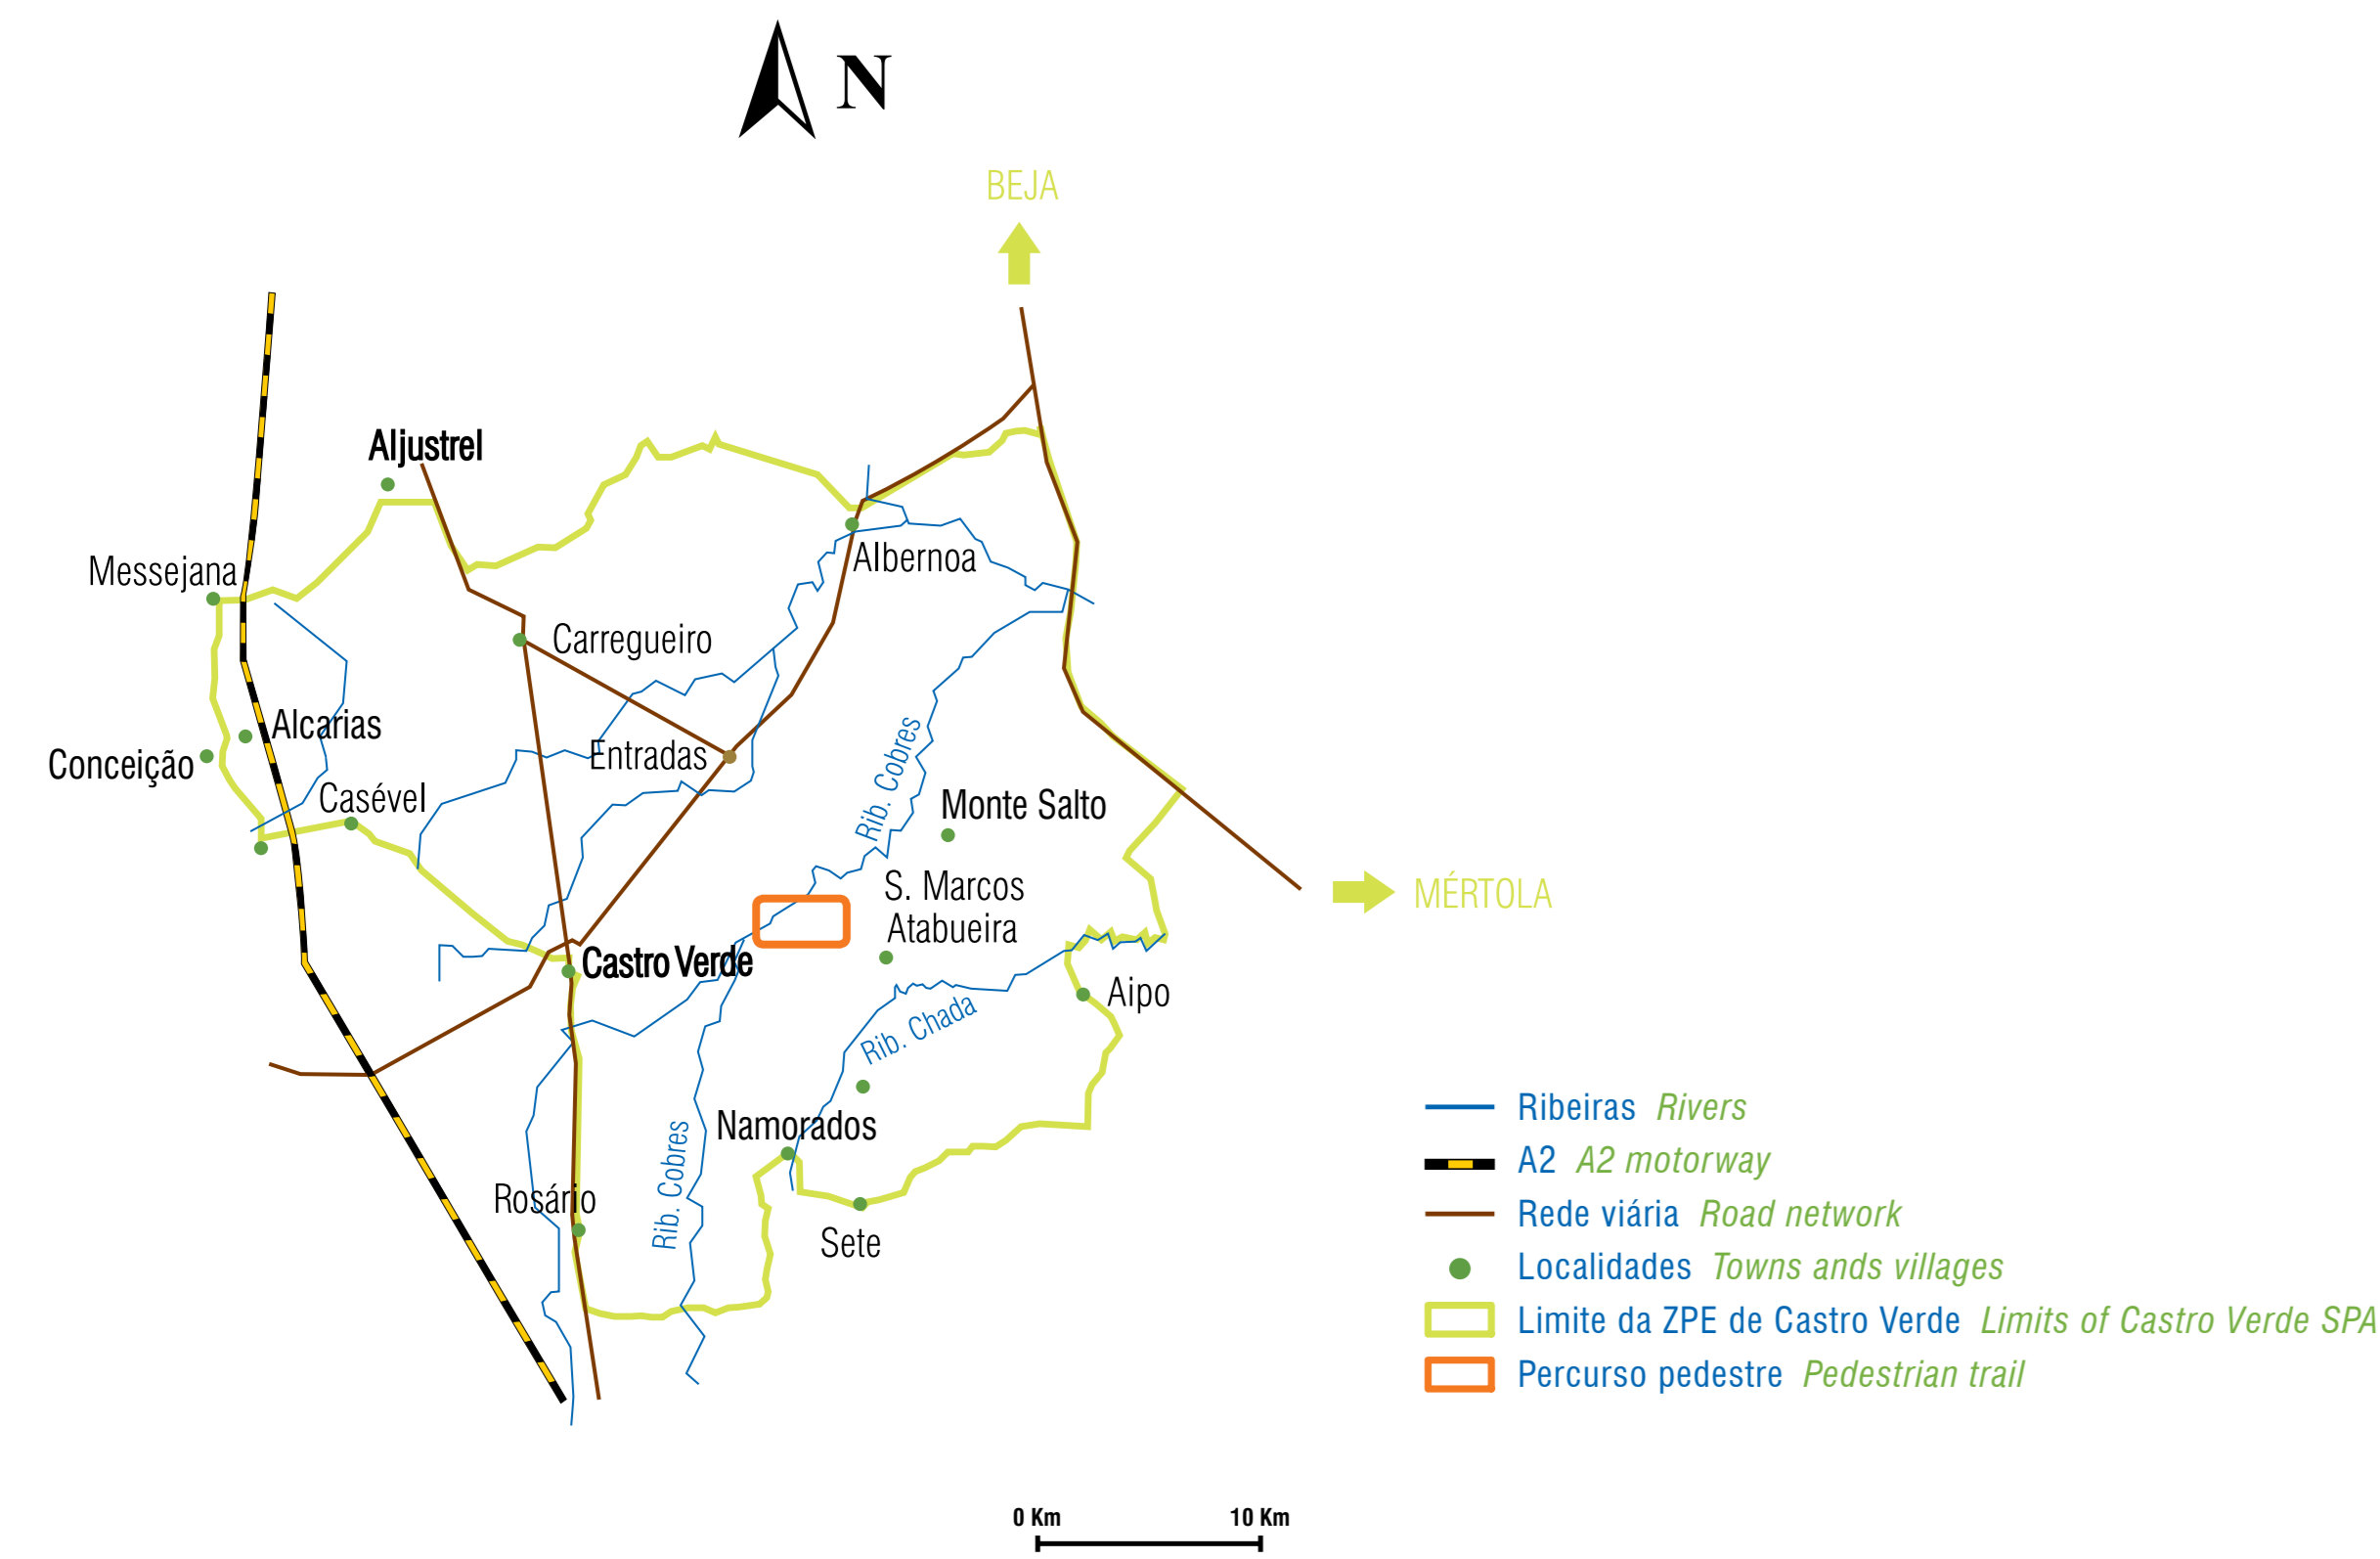 N
BEJA
Aljustrel
Messejana
Albernoa
Carregueiro
Alcarias
Conceição
Entradas
Casével
Rib. Cobres
Monte Salto
S. Marcos
Atabueira
MÉRTOLA
Castro Verde
Aipo
Rib. Chada
Namorados
Rib. Cobres
Rosário
Sete
Ribeiras Rivers
A2 A2 motorway
Rede viária Road network
Localidades Towns ands villages
Limite da ZPE de Castro Verde Limits of Castro Verde SPA
Percurso pedestre Pedestrian trail
0 Km 10 Km